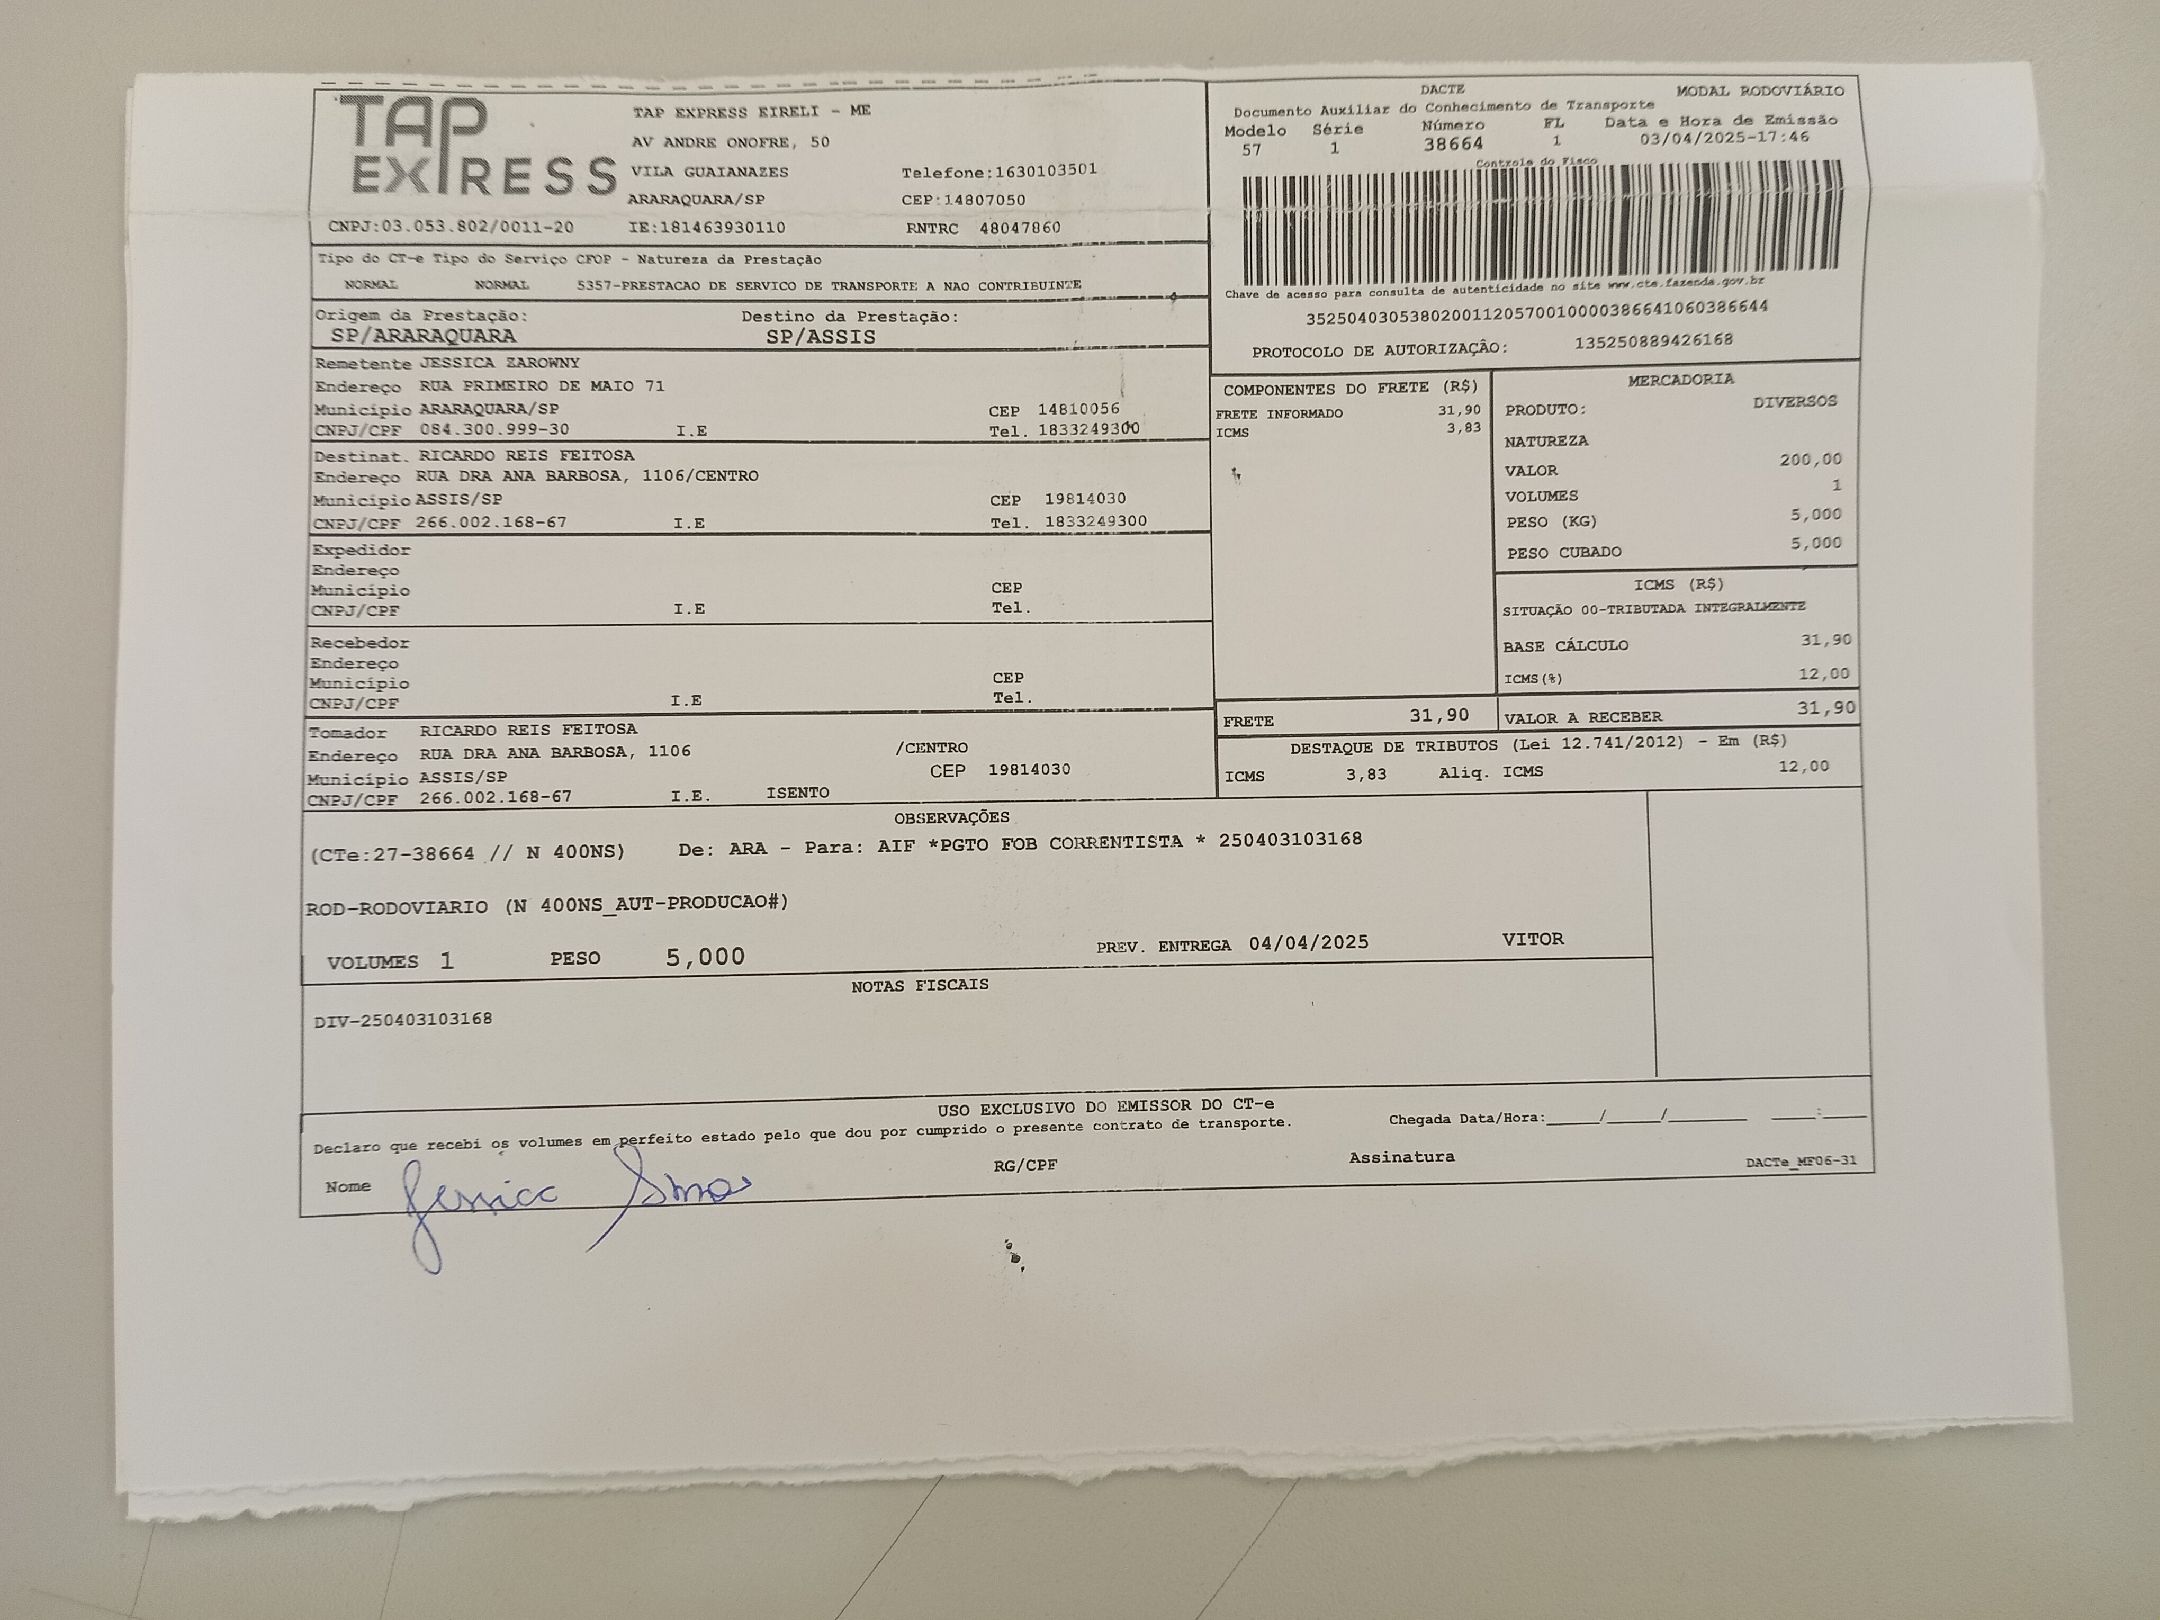 TAP
EXPRESS
TAP EXPRESS EIRELI - ME
AV ANDRE ONOFRE, 50
VILA GUAIANAZES Telefone:1630103501
ARARAQUARA/SP CEP:14807050
CNPJ:03.053.802/0011-20 IE:181463930110 RNTRC 48047860
DACTE MODAL RODOVIÁRIO
Documento Auxiliar do Conhecimento de Transporte
Modelo Série Número FL Data e Hora de Emissão
57 1 38664 1 03/04/2025-17:46
Controle do Fisco
Chave de acesso para consulta de autenticidade no site www.cte.fazenda.gov.br
35250403053802001120570010000386641060386644
PROTOCOLO DE AUTORIZAÇÃO: 135250889426168
Tipo do CT-e Tipo do Serviço CFOP - Natureza da Prestação
NORMAL NORMAL 5357-PRESTACAO DE SERVICO DE TRANSPORTE A NAO CONTRIBUINTE
Origem da Prestação: Destino da Prestação:
SP/ARARAQUARA SP/ASSIS
Remetente JESSICA ZAROWNY
Endereço RUA PRIMEIRO DE MAIO 71
Município ARARAQUARA/SP CEP 14810056
CNPJ/CPF 084.300.999-30 I.E Tel. 1833249300
Destinat. RICARDO REIS FEITOSA
Endereço RUA DRA ANA BARBOSA, 1106/CENTRO
Município ASSIS/SP CEP 19814030
CNPJ/CPF 266.002.168-67 I.E Tel. 1833249300
Expedidor
Endereço
Município CEP
CNPJ/CPF I.E Tel.
Recebedor
Endereço
Município CEP
CNPJ/CPF I.E Tel.
Tomador RICARDO REIS FEITOSA
Endereço RUA DRA ANA BARBOSA, 1106 /CENTRO
Município ASSIS/SP CEP 19814030
CNPJ/CPF 266.002.168-67 I.E. ISENTO
COMPONENTES DO FRETE (R$)
FRETE INFORMADO 31,90
ICMS 3,83
MERCADORIA
PRODUTO: DIVERSOS
NATUREZA
VALOR 200,00
VOLUMES 1
PESO (KG) 5,000
PESO CUBADO 5,000
ICMS (R$)
SITUAÇÃO 00-TRIBUTADA INTEGRALMENTE
BASE CÁLCULO 31,90
ICMS(%) 12,00
FRETE 31,90 VALOR A RECEBER 31,90
DESTAQUE DE TRIBUTOS (Lei 12.741/2012) - Em (R$)
ICMS 3,83 Aliq. ICMS 12,00
OBSERVAÇÕES
(CTe:27-38664 // N 400NS) De: ARA - Para: AIF *PGTO FOB CORRENTISTA * 250403103168
ROD-RODOVIARIO (N 400NS_AUT-PRODUCAO#)
VOLUMES 1 PESO 5,000 PREV. ENTREGA 04/04/2025 VITOR
NOTAS FISCAIS
DIV-250403103168
USO EXCLUSIVO DO EMISSOR DO CT-e
Declaro que recebi os volumes em perfeito estado pelo que dou por cumprido o presente contrato de transporte. Chegada Data/Hora:____/____/______ ___:___
Nome Jessica RG/CPF Assinatura DACTe_MF06-31